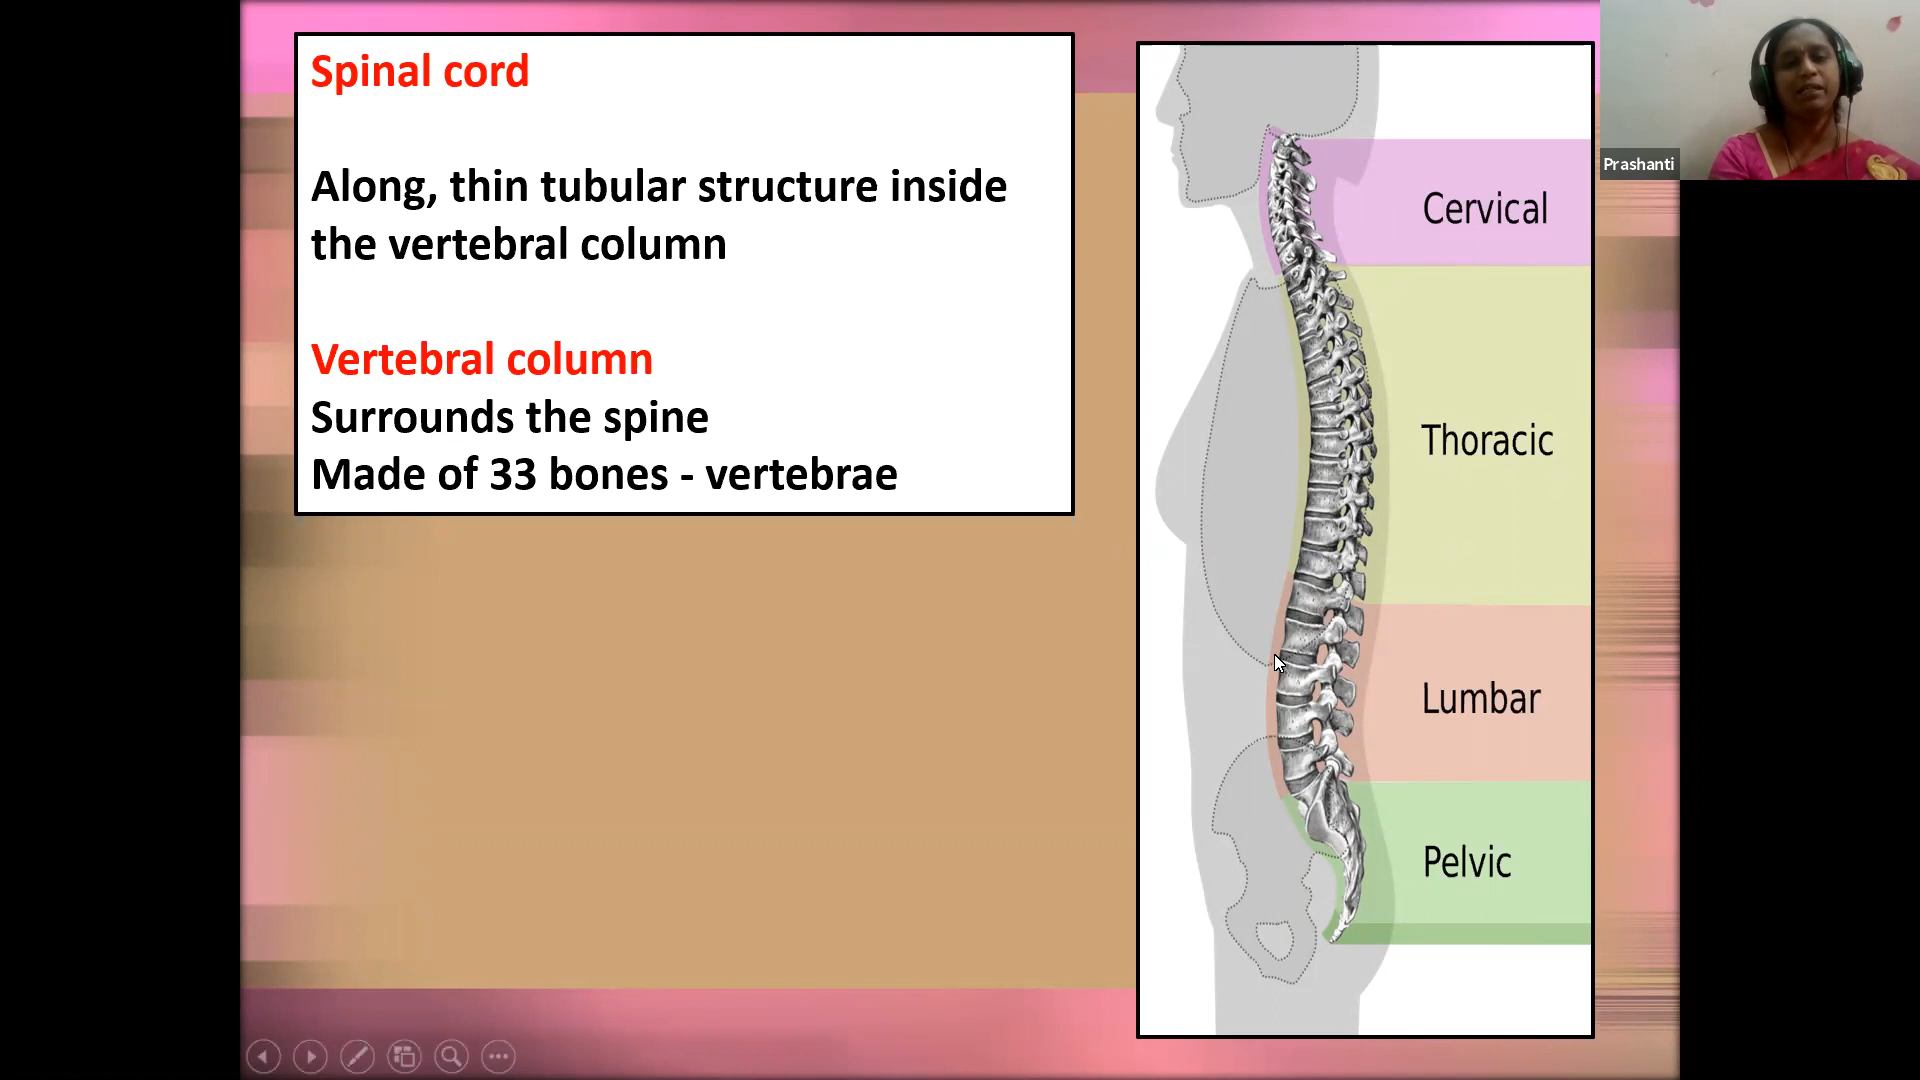 Spinal cord
Along, thin tubular structure inside
the vertebral column
Vertebral column
Surrounds the spine
Made of 33 bones - vertebrae
Cervical
Thoracic
Lumbar
Pelvic
Prashanti